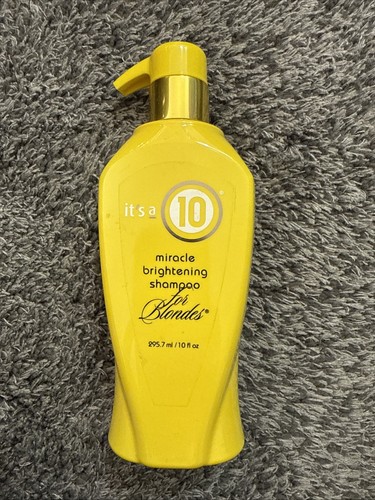 it's a 10®
miracle
brightening
shampoo
for
Blondes®
295.7 ml / 10 fl oz